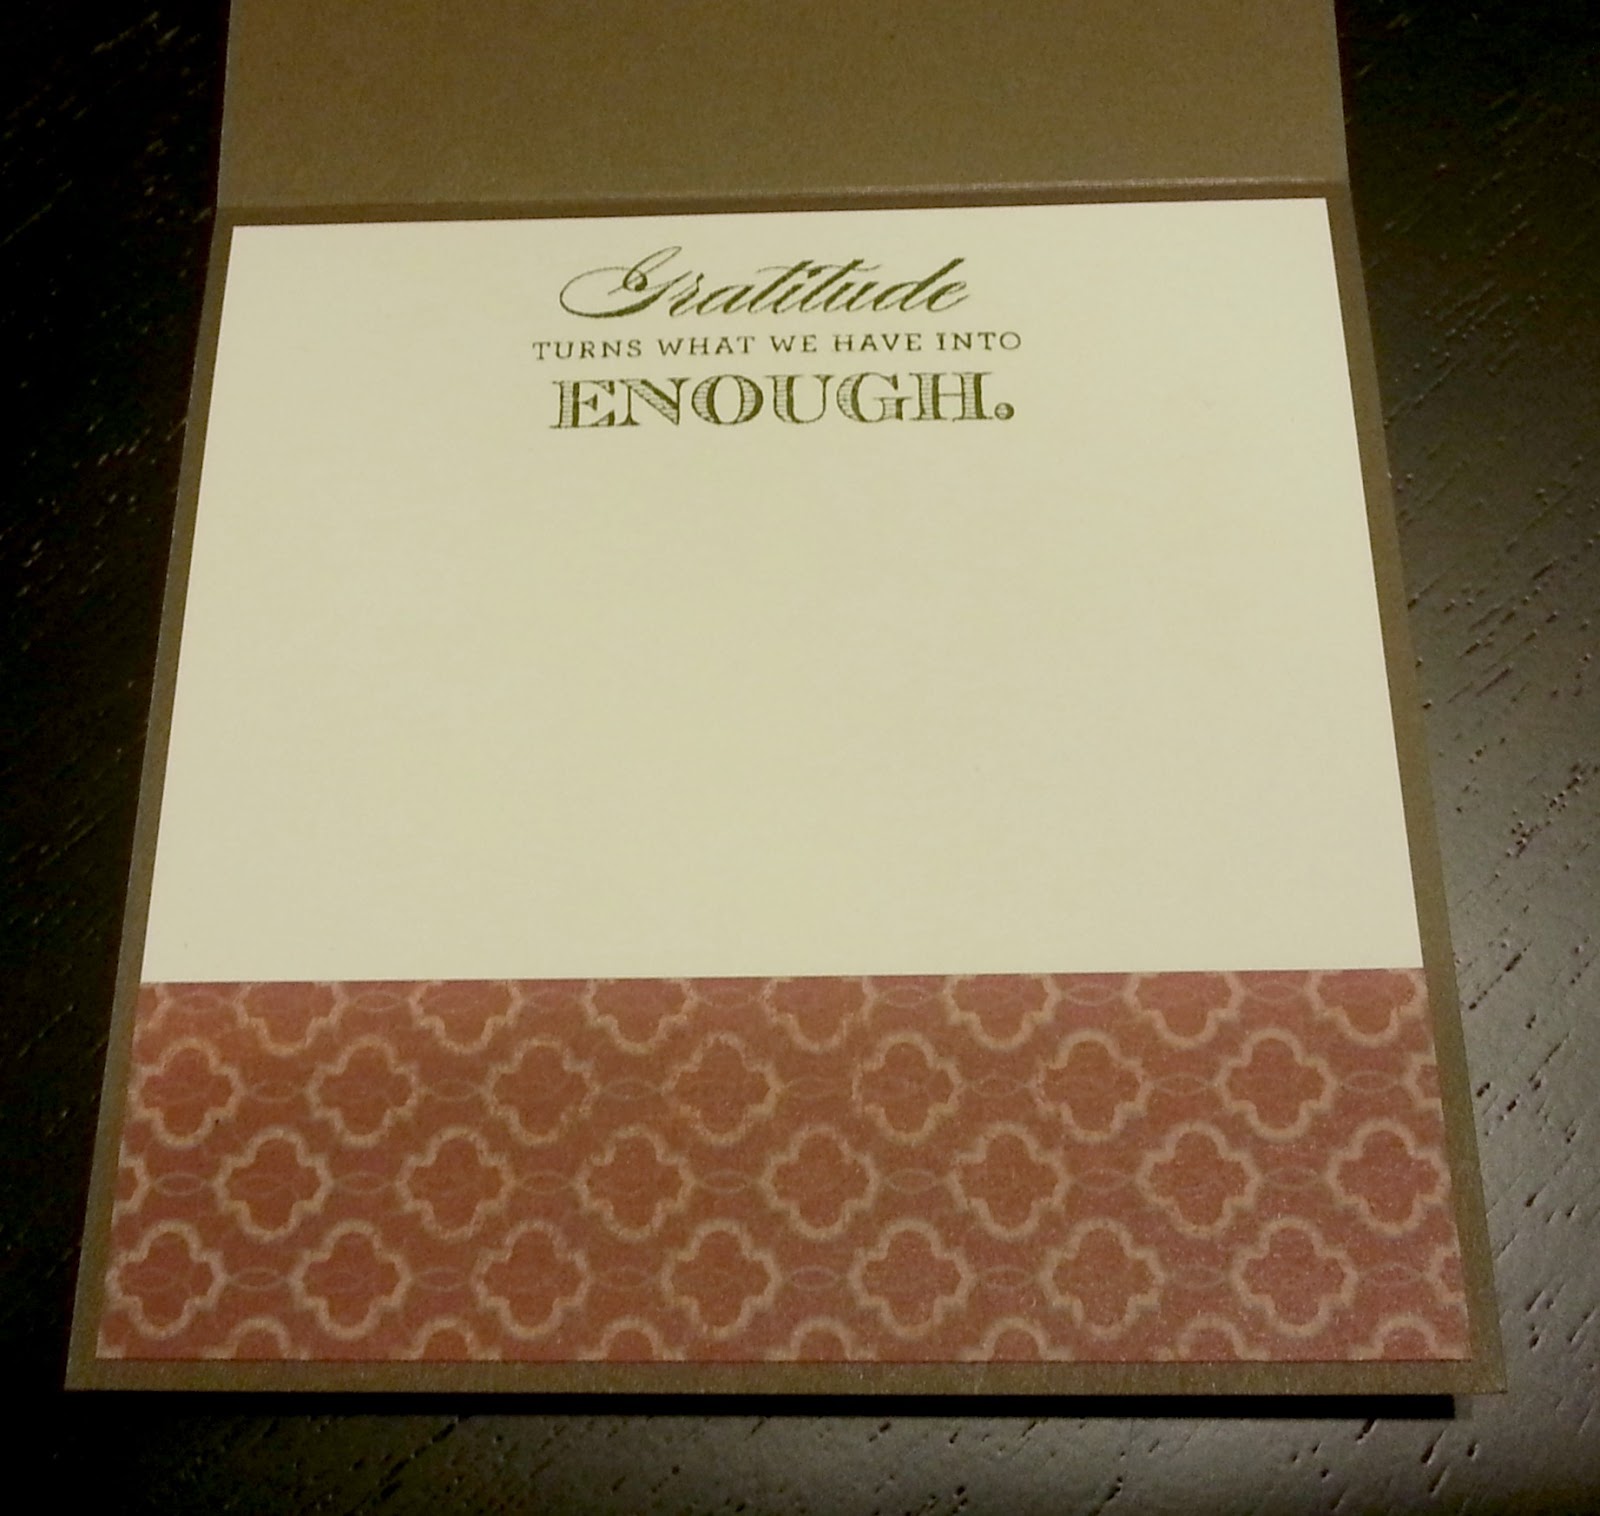 Gratitude
TURNS WHAT WE HAVE INTO
ENOUGH.